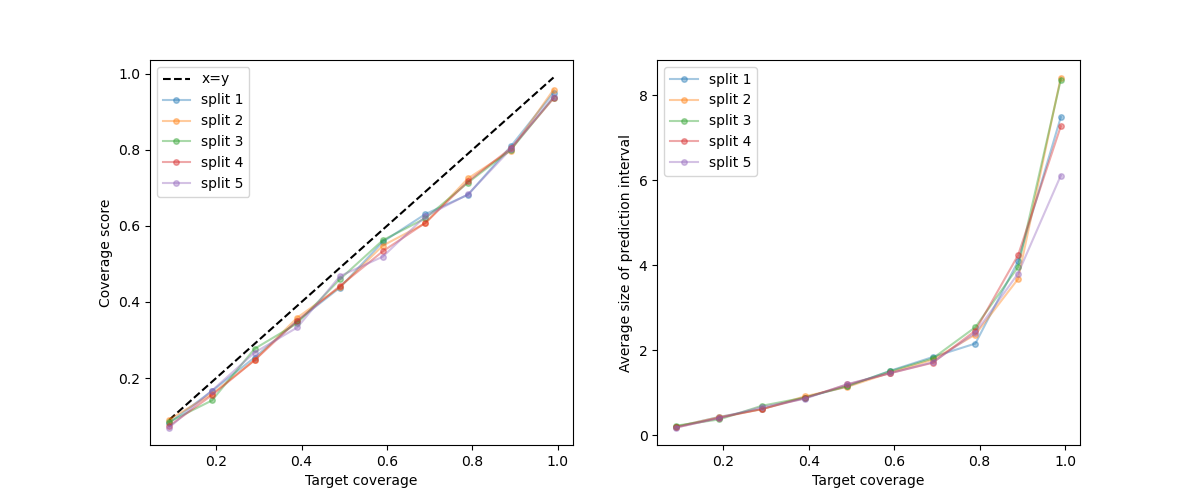 1.0
0.8
0.6
0.4
0.2
Coverage score
x=y
split 1
split 2
split 3
split 4
split 5
0.2
0.4
0.6
0.8
1.0
Target coverage
8
6
4
2
0
Average size of prediction interval
split 1
split 2
split 3
split 4
split 5
0.2
0.4
0.6
0.8
1.0
Target coverage